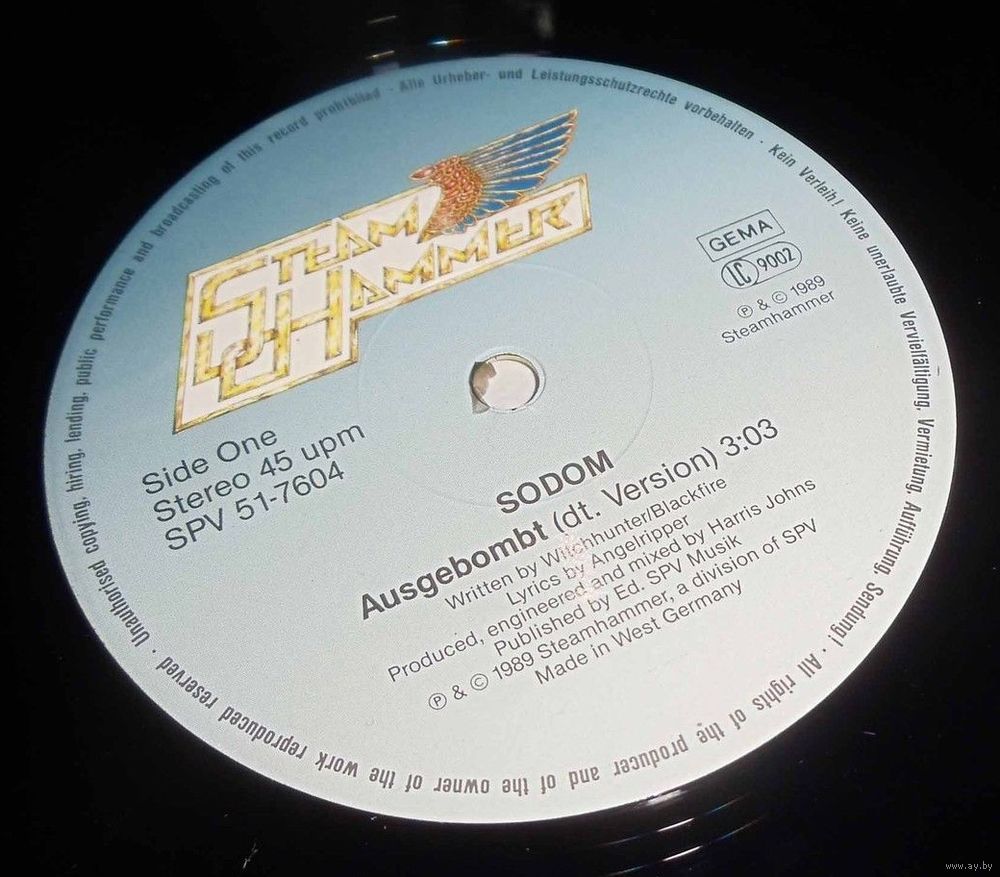 STEAM
HAMMER
GEMA
LC 9002
℗ & © 1989
Steamhammer
Side One
Stereo 45 upm
SPV 51-7604
SODOM
Ausgebombt (dt. Version) 3:03
Written by Witchhunter/Blackfire
Lyrics by Angelripper
Produced, engineered and mixed by Harris Johns
Published by Ed. SPV Musik
℗ & © 1989 Steamhammer, a division of SPV
Made in West Germany
Alle Urheber- und Leistungsschutzrechte vorbehalten · Kein Verleih! Keine unerlaubte Vervielfältigung, Vermietung, Aufführung, Sendung! · All rights of the producer and of the owner of the work reproduced reserved · Unauthorised copying, hiring, lending, public performance and broadcasting of this record prohibited ·
www.ay.by